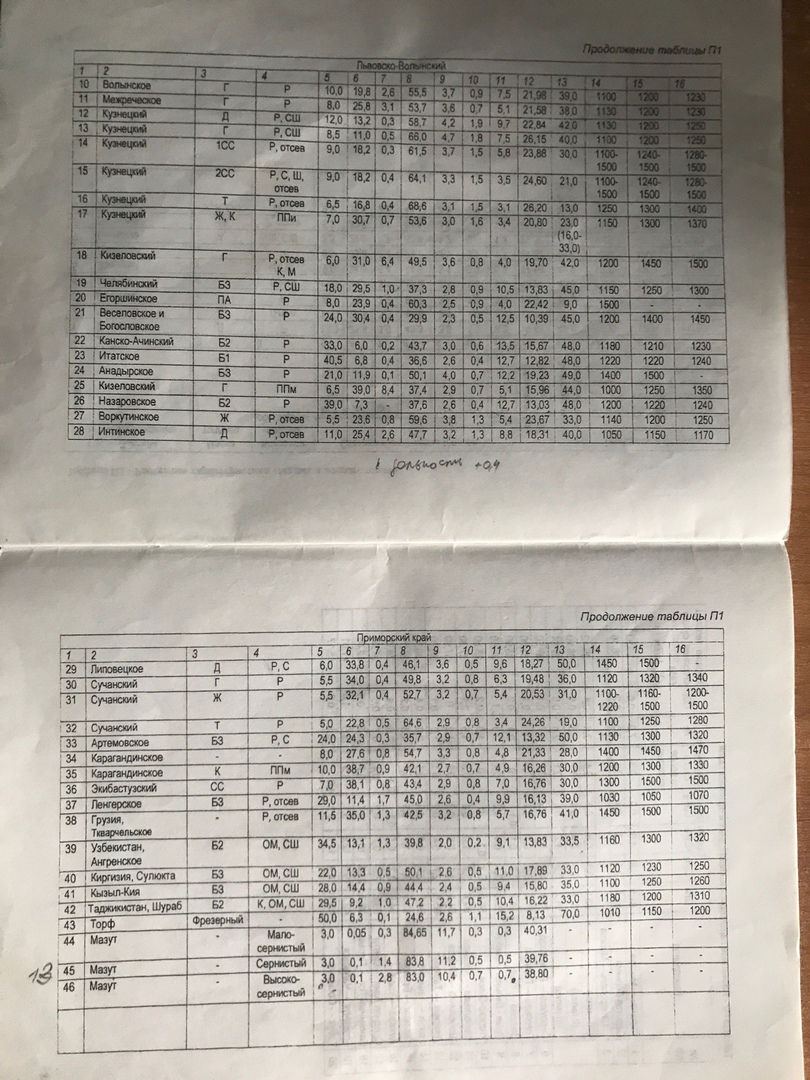 Продолжение таблицы П1
Львовско-Волынский
1 2 3 4 5 6 7 8 9 10 11 12 13 14 15 16
10 Волынское Г Р 10,0 19,8 2,6 55,5 3,7 0,9 7,5 21,98 39,0 1100 1200 1230
11 Межреческое Г Р 8,0 25,8 3,1 53,7 3,6 0,7 5,1 21,58 38,0 1130 1200 1230
12 Кузнецкий Д Р, СШ 12,0 13,2 0,3 58,7 4,2 1,9 9,7 22,84 42,0 1130 1200 1250
13 Кузнецкий Г Р, СШ 8,5 11,0 0,5 66,0 4,7 1,8 7,5 26,15 40,0 1100 1200 1250
14 Кузнецкий 1СС Р, отсев 9,0 18,2 0,3 61,5 3,7 1,5 5,8 23,88 30,0 1100- 1240- 1280-
1500 1500 1500
15 Кузнецкий 2СС Р, С, Ш, 9,0 18,2 0,4 64,1 3,3 1,5 3,5 24,60 21,0 1100- 1240- 1280-
отсев 1500 1500 1500
16 Кузнецкий Т Р, отсев 6,5 16,8 0,4 68,6 3,1 1,5 3,1 26,20 13,0 1250 1300 1400
17 Кузнецкий Ж, К ППи 7,0 30,7 0,7 53,6 3,0 1,6 3,4 20,80 23,0 1150 1300 1370
(16,0-
33,0)
18 Кизеловский Г Р, отсев 6,0 31,0 6,4 49,5 3,6 0,8 4,0 19,70 42,0 1200 1450 1500
К, М
19 Челябинский Б3 Р, СШ 18,0 29,5 1,0 37,3 2,8 0,9 10,5 13,83 45,0 1150 1250 1300
20 Егоршинское ПА Р 8,0 23,9 0,4 60,3 2,5 0,9 4,0 22,42 9,0 1500 - -
21 Веселовское и Б3 Р 24,0 30,4 0,4 29,9 2,3 0,5 12,5 10,39 45,0 1200 1400 1450
Богословское
22 Канско-Ачинский Б2 Р 33,0 6,0 0,2 43,7 3,0 0,6 13,5 15,67 48,0 1180 1210 1230
23 Итатское Б1 Р 40,5 6,8 0,4 36,6 2,6 0,4 12,7 12,82 48,0 1220 1220 1240
24 Анадырское Б3 Р 21,0 11,9 0,1 50,1 4,0 0,7 12,2 19,23 49,0 1400 1500 -
25 Кизеловский Г ППм 6,5 39,0 8,4 37,4 2,9 0,7 5,1 15,96 44,0 1000 1250 1350
26 Назаровское Б2 Р 39,0 7,3 - 37,6 2,6 0,4 12,7 13,03 48,0 1200 1220 1240
27 Воркутинское Ж Р, отсев 5,5 23,6 0,8 59,6 3,8 1,3 5,4 23,67 33,0 1140 1200 1250
28 Интинское Д Р, отсев 11,0 25,4 2,6 47,7 3,2 1,3 8,8 18,31 40,0 1050 1150 1170
Продолжение таблицы П1
Приморский край
1 2 3 4 5 6 7 8 9 10 11 12 13 14 15 16
29 Липовецкое Д Р, С 6,0 33,8 0,4 46,1 3,6 0,5 9,6 18,27 50,0 1450 1500 -
30 Сучанский Г Р 5,5 34,0 0,4 49,8 3,2 0,8 6,3 19,48 36,0 1120 1320 1340
31 Сучанский Ж Р 5,5 32,1 0,4 52,7 3,2 0,7 5,4 20,53 31,0 1100- 1160- 1200-
1220 1500 1500
32 Сучанский Т Р 5,0 22,8 0,5 64,6 2,9 0,8 3,4 24,26 19,0 1100 1250 1280
33 Артемовское Б3 Р, С 24,0 24,3 0,3 35,7 2,9 0,7 12,1 13,32 50,0 1130 1300 1320
34 Карагандинское - - 8,0 27,6 0,8 54,7 3,3 0,8 4,8 21,33 28,0 1400 1450 1470
35 Карагандинское К ППм 10,0 38,7 0,9 42,1 2,7 0,7 4,9 16,26 30,0 1200 1300 1330
36 Экибастузский СС Р 7,0 38,1 0,8 43,4 2,9 0,8 7,0 16,76 30,0 1300 1500 1500
37 Ленгерское Б3 Р, отсев 29,0 11,4 1,7 45,0 2,6 0,4 9,9 16,13 39,0 1030 1050 1070
38 Грузия, - Р, отсев 11,5 35,0 1,3 42,5 3,2 0,8 5,7 16,76 41,0 1450 1500 1500
Ткварчельское
39 Узбекистан, Б2 ОМ, СШ 34,5 13,1 1,3 39,8 2,0 0,2 9,1 13,83 33,5 1160 1300 1320
Ангренское
40 Киргизия, Сулюкта Б3 ОМ, СШ 22,0 13,3 0,5 50,1 2,6 0,5 11,0 17,89 33,0 1120 1230 1250
41 Кызыл-Кия Б3 ОМ, СШ 28,0 14,4 0,9 44,4 2,4 0,5 9,4 15,80 35,0 1100 1250 1260
42 Таджикистан, Шураб Б2 К, ОМ, СШ 29,5 9,2 1,0 47,2 2,2 0,5 10,4 16,22 33,0 1180 1200 1310
43 Торф Фрезерный - 50,0 6,3 0,1 24,6 2,6 1,1 15,2 8,13 70,0 1010 1150 1200
44 Мазут - Мало- 3,0 0,05 0,3 84,65 11,7 0,3 0,3 40,31 - - - -
сернистый
45 Мазут - Сернистый 3,0 0,1 1,4 83,8 11,2 0,5 0,5 39,76 - - - -
13 46 Мазут - Высоко- 3,0 0,1 2,8 83,0 10,4 0,7 0,7 38,80 - - - -
сернистый -